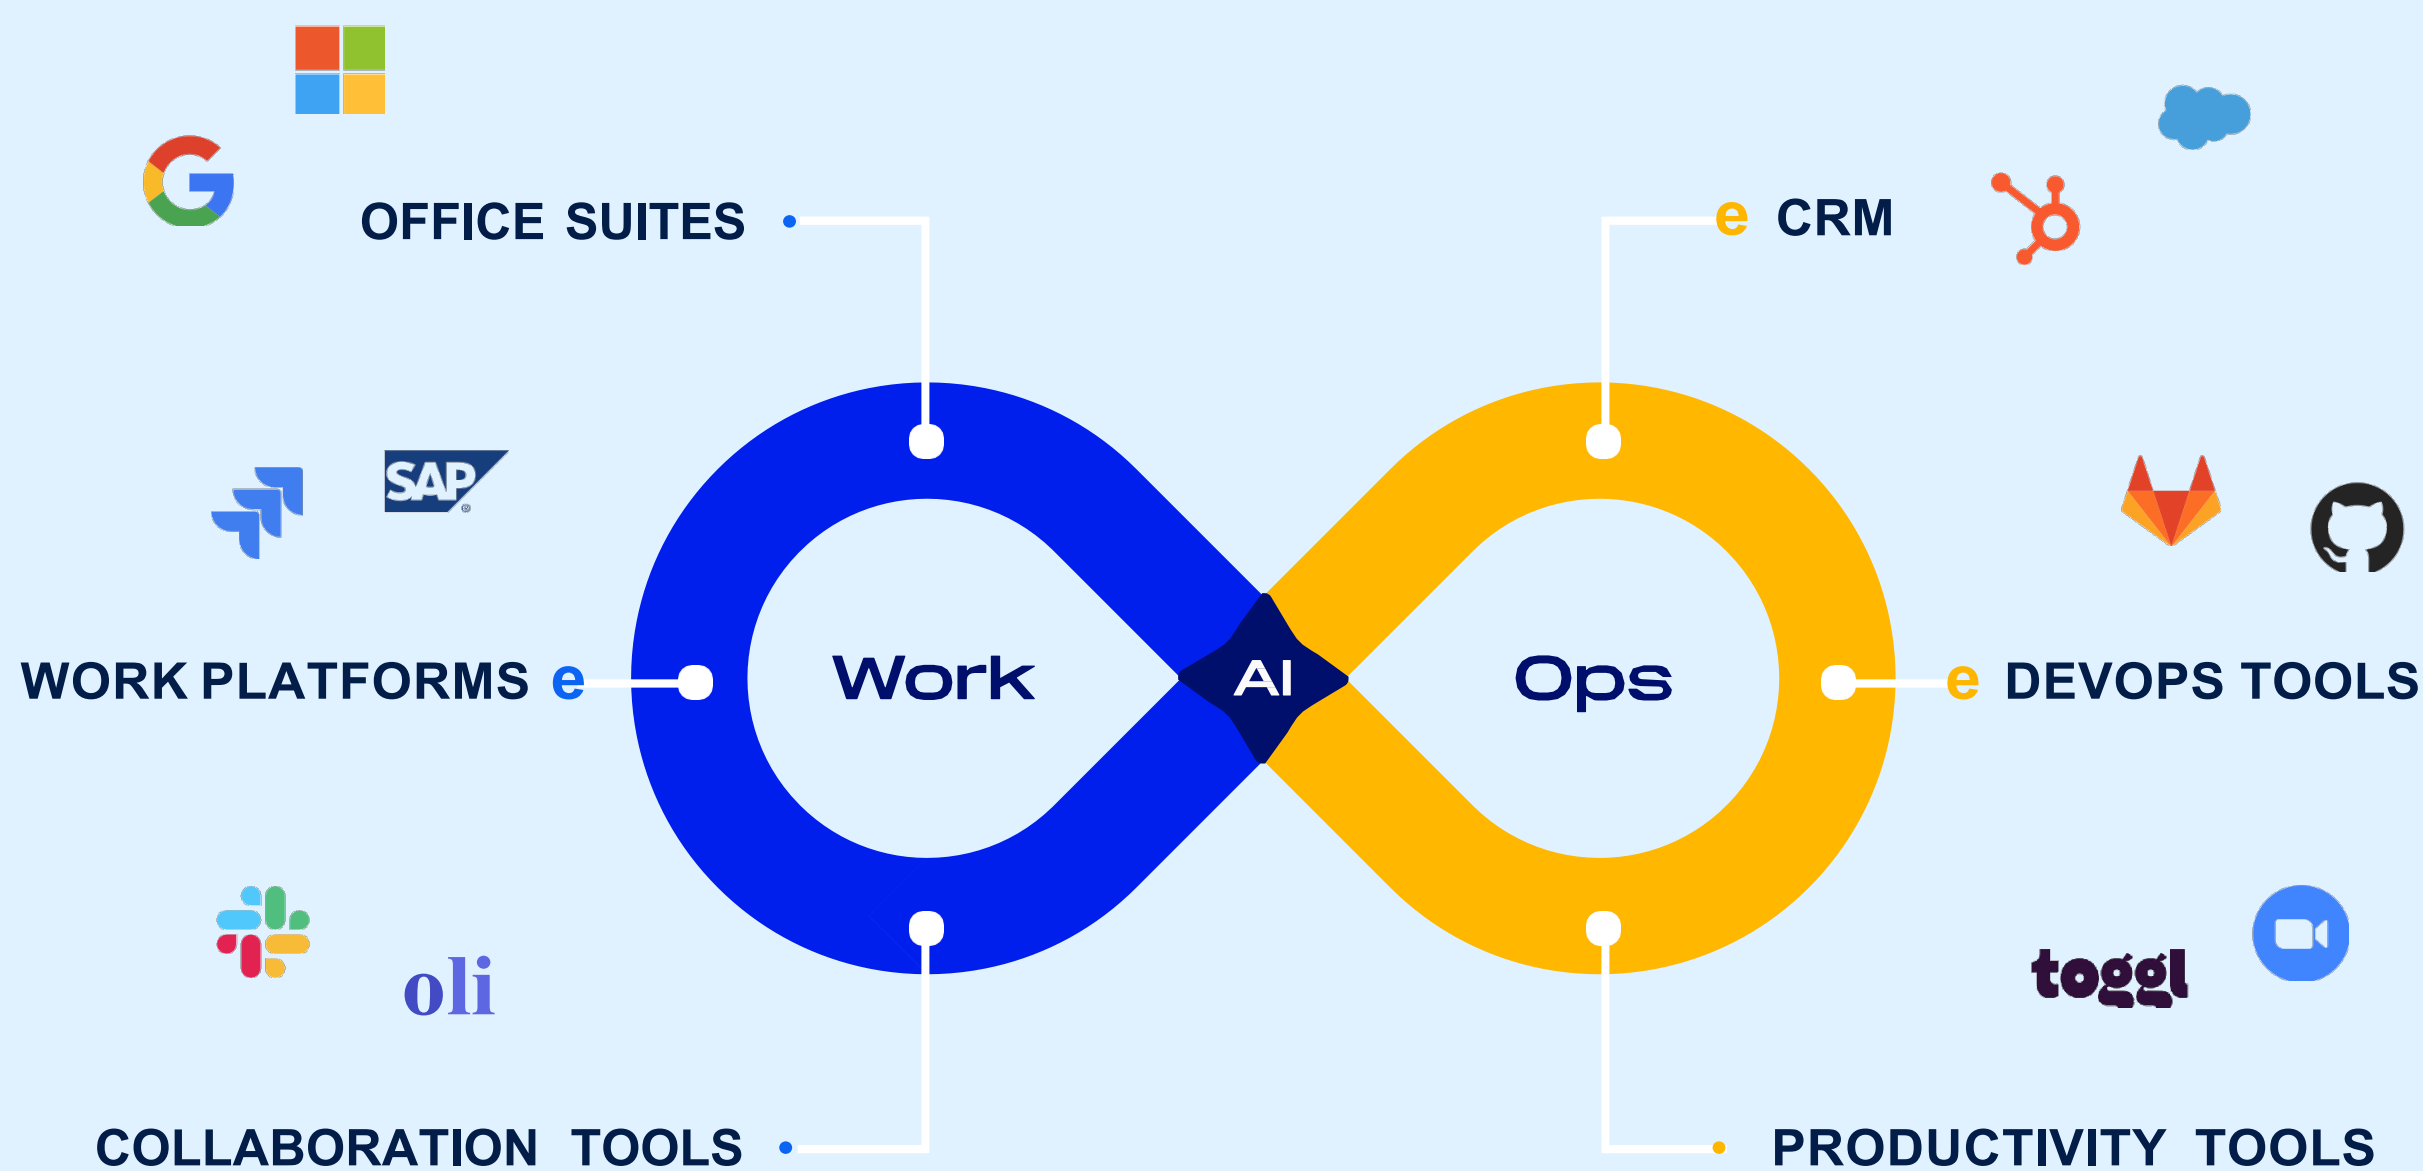 OFFICE SUITES
e CRM
SAP
®
WORK PLATFORMS e
Work
AI
Ops
e DEVOPS TOOLS
oli
toggl
COLLABORATION TOOLS
PRODUCTIVITY TOOLS